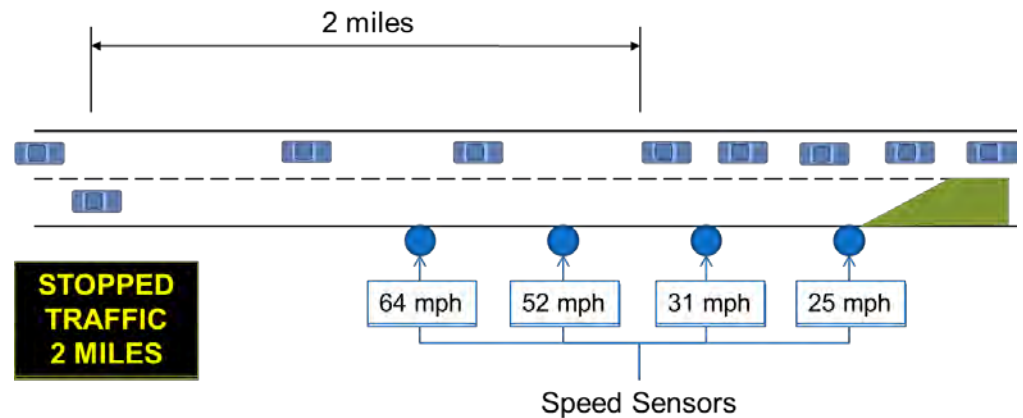 2 miles
STOPPED
TRAFFIC
2 MILES
64 mph
52 mph
31 mph
25 mph
Speed Sensors